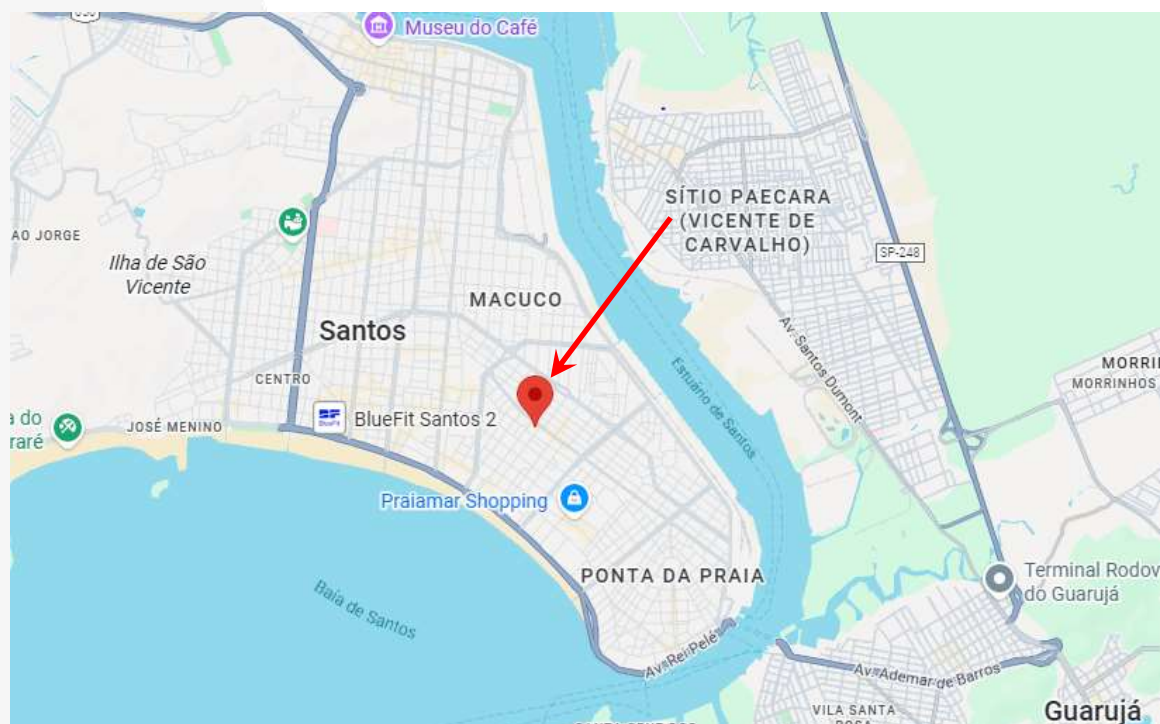 Museu do Café
SÍTIO PAECARA
(VICENTE DE
CARVALHO)
AO JORGE
SP-248
Ilha de São
Vicente
MACUCO
Santos
Av. Santos Dumont
Estuário de Santos
MORRI
MORRINHOS
CENTRO
BlueFit
BlueFit Santos 2
a do
raré
JOSÉ MENINO
Praiamar Shopping
PONTA DA PRAIA
Terminal Rodov
do Guarujá
Baía de Santos
Av. Rei Pelé
Av. Ademar de Barros
VILA SANTA
ROSA
Guarujá